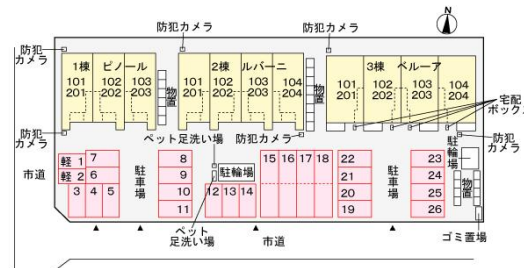 防犯カメラ
防犯カメラ
N
防犯
カメラ
1棟 ピノール
101 102 103
201 202 203
物置
2棟 ルバーニ
101 102 103 104
201 202 203 204
物置
3棟 ベルーア
101 102 103 104
201 202 203 204
宅配
ボックス
防犯
カメラ
ペット足洗い場
防犯カメラ
防犯
カメラ
市道
軽1
軽2
7
6
3 4 5
駐車場
8
9
10
11
駐輪場
12 13 14
15 16 17 18
22
21
20
19
駐車場
23
24
25
26
駐輪場
物置
ペット
足洗い場
市道
ゴミ置場